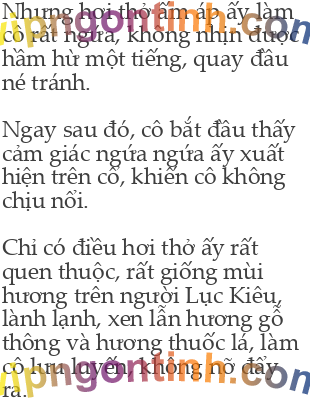 Nhưng hơi thở ấm áp ấy làm
cô rất ngứa, không nhịn được
hầm hừ một tiếng, quay đầu
né tránh.
Ngay sau đó, cô bắt đầu thấy
cảm giác ngứa ngứa ấy xuất
hiện trên cổ, khiến cô không
chịu nổi.
Chỉ có điều hơi thở ấy rất
quen thuộc, rất giống mùi
hương trên người Lục Kiêu,
lành lạnh, xen lẫn hương gỗ
thông và hương thuốc lá, làm
cô lưu luyến, không nỡ đẩy
ra.
vipngontinh.com
vipngontinh.com